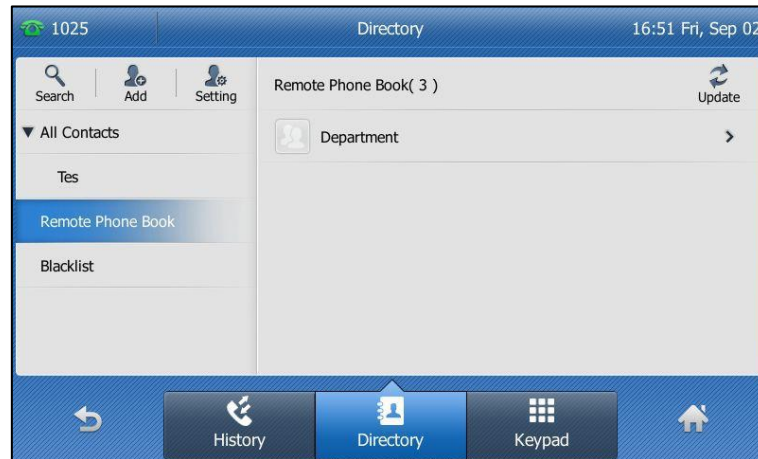 1025 Directory 16:51 Fri, Sep 02
Search Add Setting Remote Phone Book( 3 ) Update
All Contacts
Department
Tes
Remote Phone Book
Blacklist
History Directory Keypad